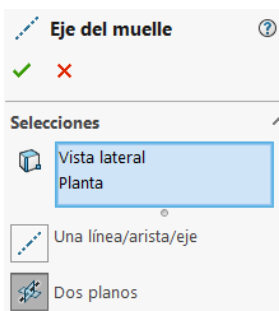 Eje del muelle
Selecciones
Vista lateral
Planta
Una línea/arista/eje
Dos planos